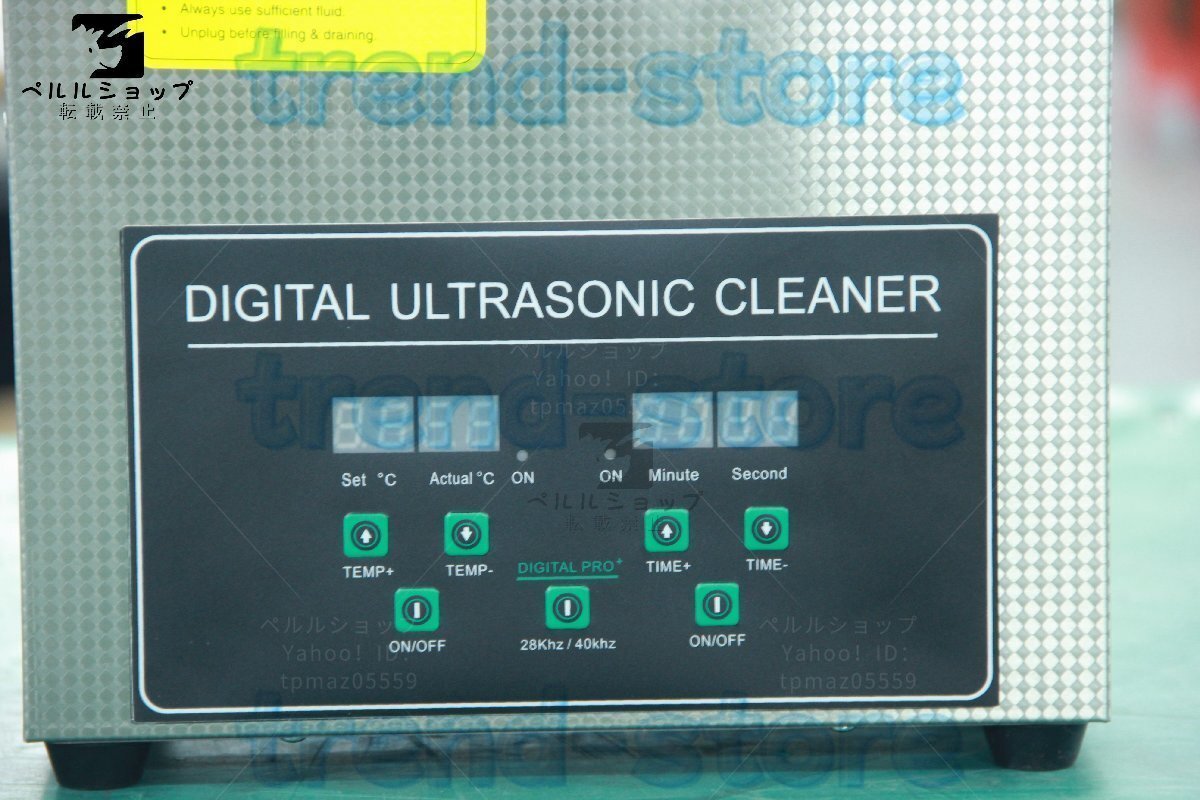 • Always use sufficient fluid.
• Unplug before filling & draining.
ペルルショップ
転載禁止
trend-store
DIGITAL ULTRASONIC CLEANER
ペルルショップ
Yahoo! ID:
tpmaz05559
trend-store
Set °C
Actual °C
ON
ON
Minute
Second
ペルルショップ
転載禁止
TEMP+
TEMP-
DIGITAL PRO+
TIME+
TIME-
ON/OFF
28Khz / 40khz
ON/OFF
ペルルショップ
Yahoo! ID:
tpmaz05559
ペルルショップ
Yahoo! ID:
tpmaz05559
trend-store